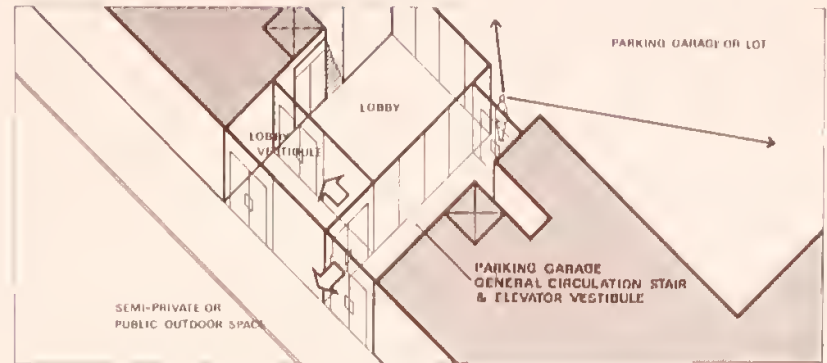 PARKING GARAGE OR LOT
LOBBY
LOBBY
VESTIBULE
PARKING GARAGE
GENERAL CIRCULATION STAIR
& ELEVATOR VESTIBULE
SEMI-PRIVATE OR
PUBLIC OUTDOOR SPACE